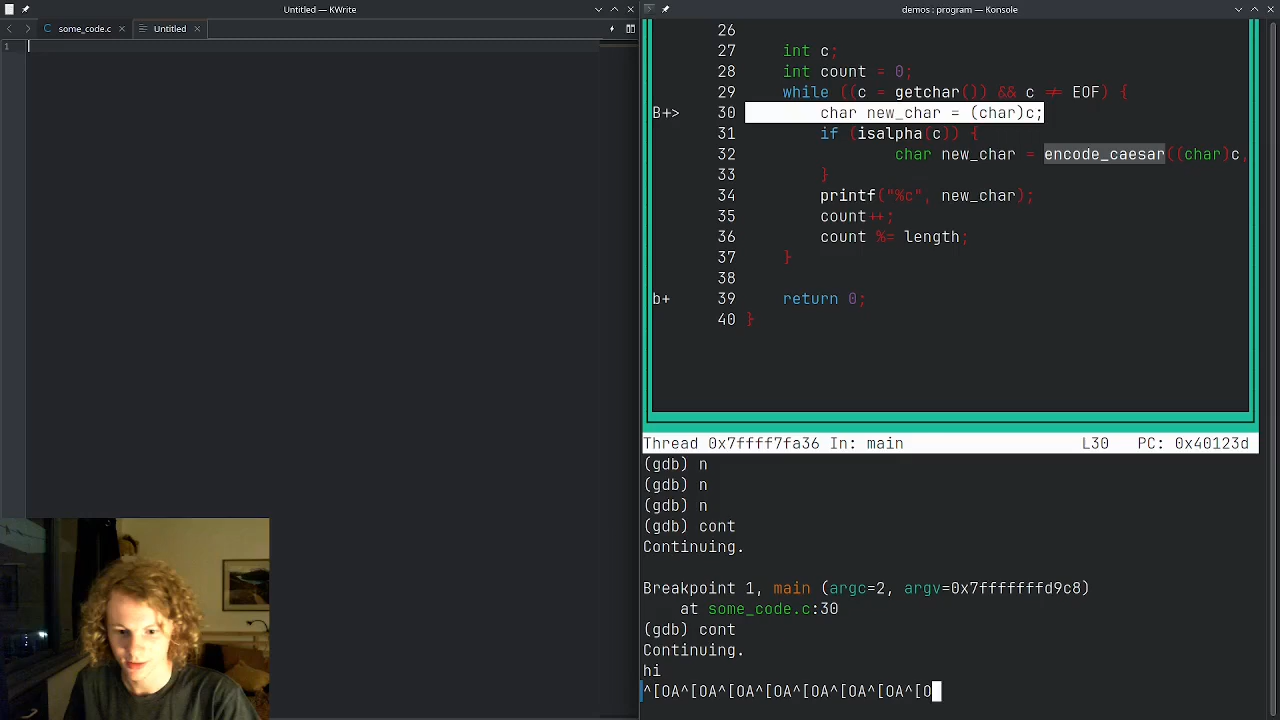 Untitled — KWrite
some_code.c
Untitled
1
demos : program — Konsole
26
27 int c;
28 int count = 0;
29 while ((c = getchar()) && c != EOF) {
B+> 30 char new_char = (char)c;
31 if (isalpha(c)) {
32 char new_char = encode_caesar((char)c,
33 }
34 printf("%c", new_char);
35 count++;
36 count %= length;
37 }
38
b+ 39 return 0;
40 }
Thread 0x7ffff7fa36 In: main L30 PC: 0x40123d
(gdb) n
(gdb) n
(gdb) n
(gdb) cont
Continuing.
Breakpoint 1, main (argc=2, argv=0x7fffffffd9c8)
at some_code.c:30
(gdb) cont
Continuing.
hi
^[OA^[OA^[OA^[OA^[OA^[OA^[OA^[O